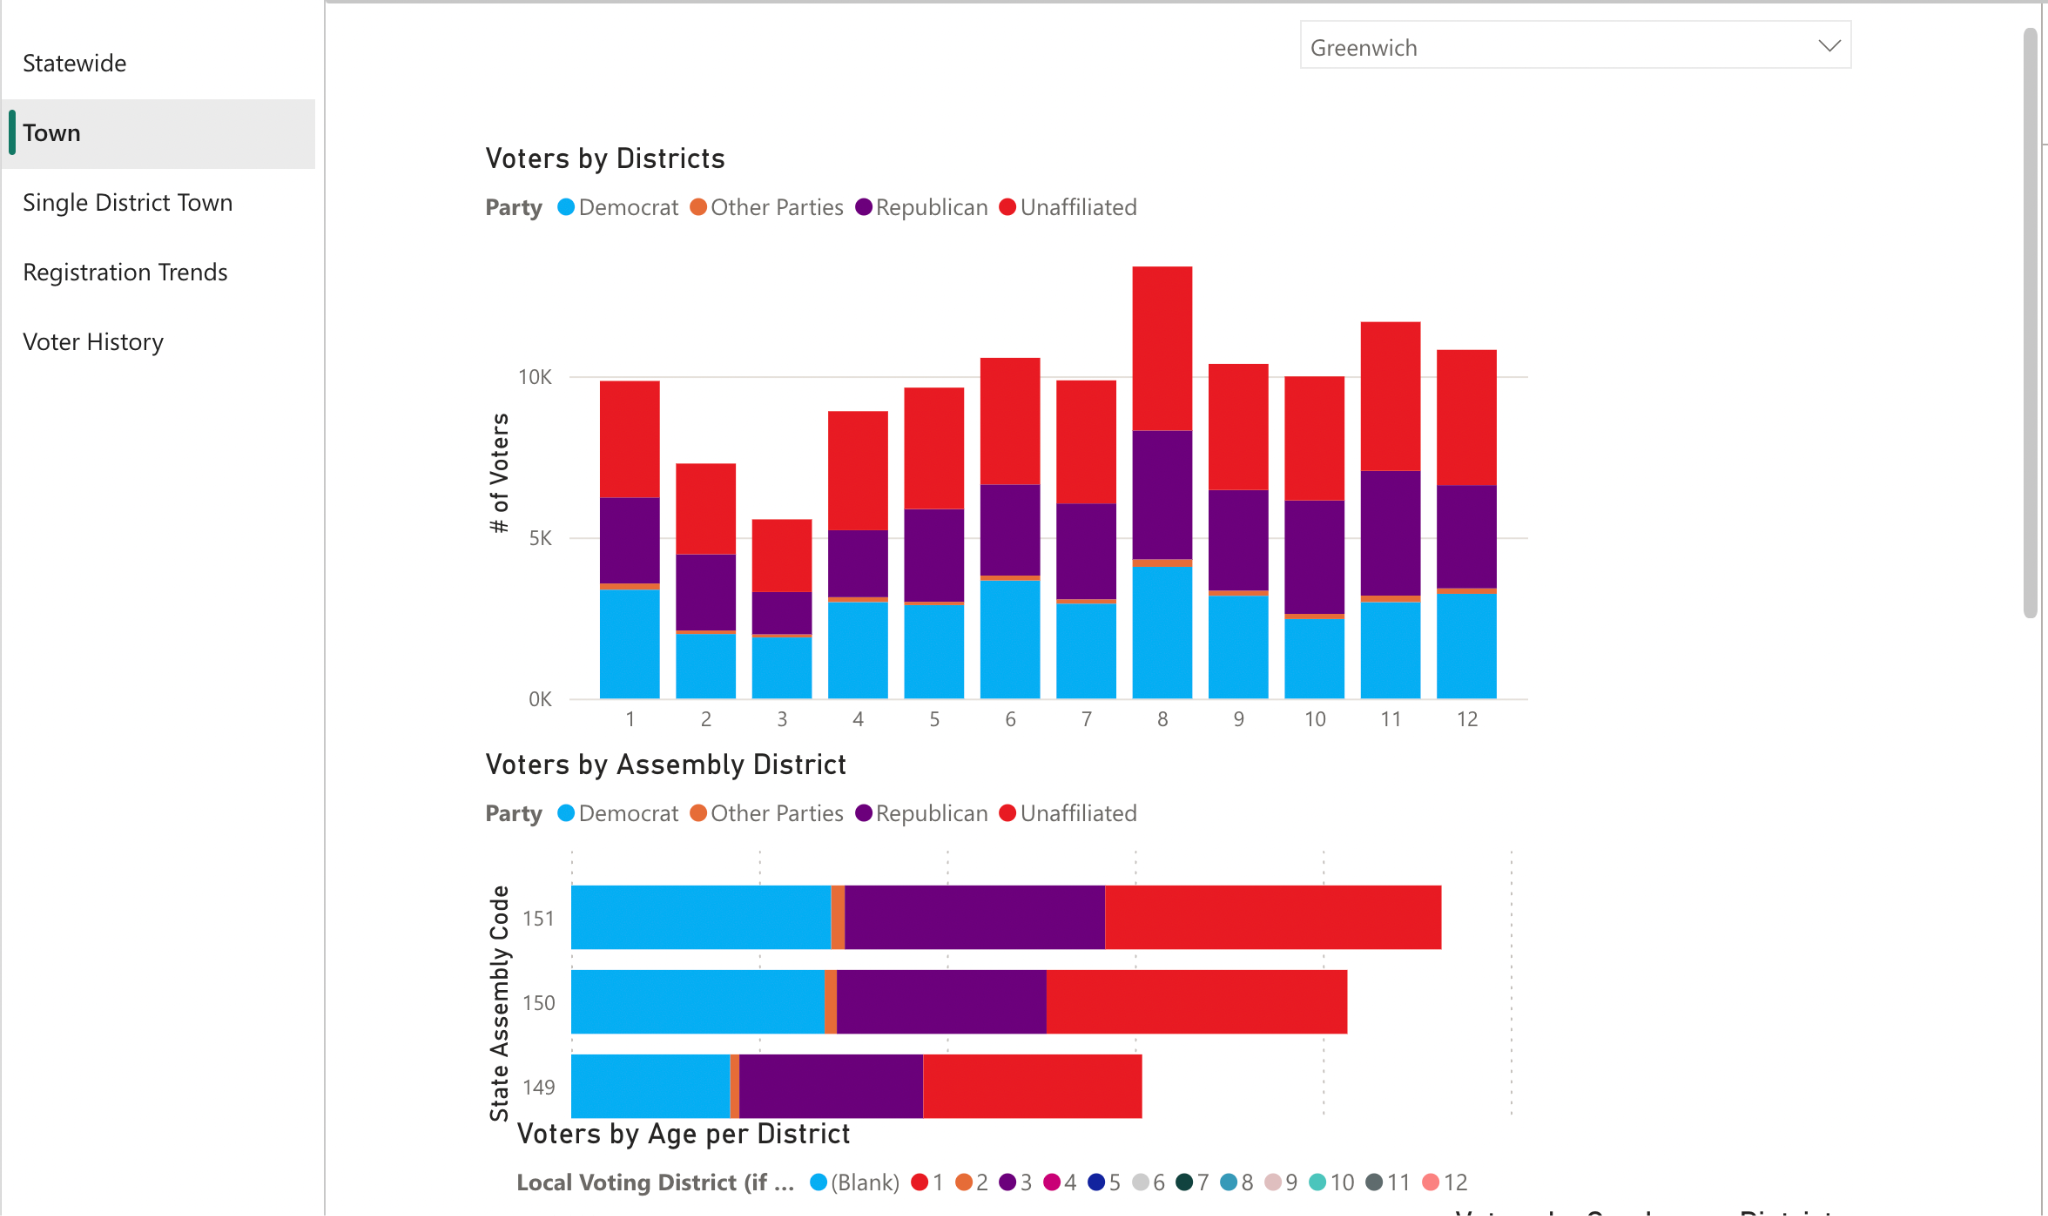 Statewide
Town
Single District Town
Registration Trends
Voter History
Greenwich
Voters by Districts
Party Democrat Other Parties Republican Unaffiliated
# of Voters
10K
5K
0K
1 2 3 4 5 6 7 8 9 10 11 12
Voters by Assembly District
Party Democrat Other Parties Republican Unaffiliated
State Assembly Code
151
150
149
Voters by Age per District
Local Voting District (if ... (Blank) 1 2 3 4 5 6 7 8 9 10 11 12